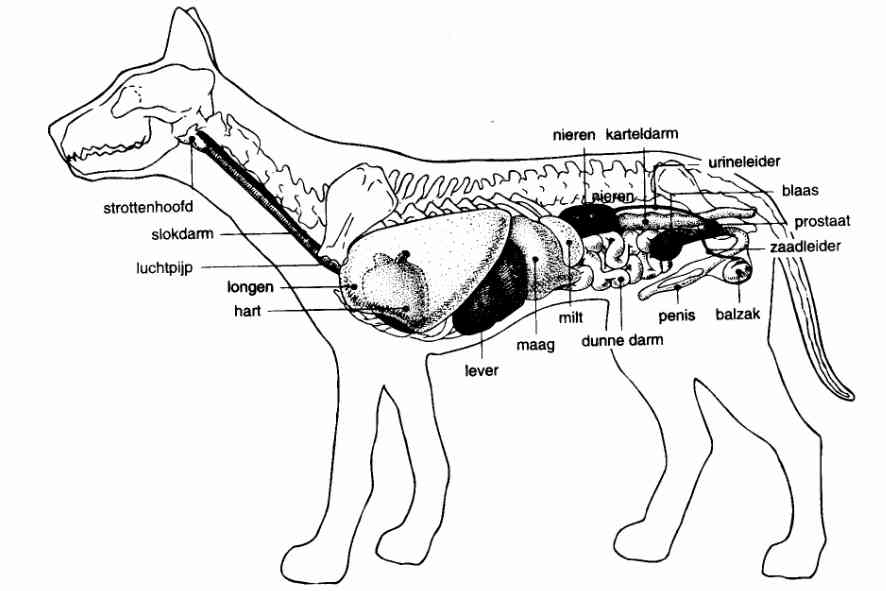 nieren karteldarm
urineleider
blaas
nieren
strottenhoofd
prostaat
slokdarm
zaadleider
luchtpijp
longen
hart
milt
penis
balzak
maag
dunne darm
lever